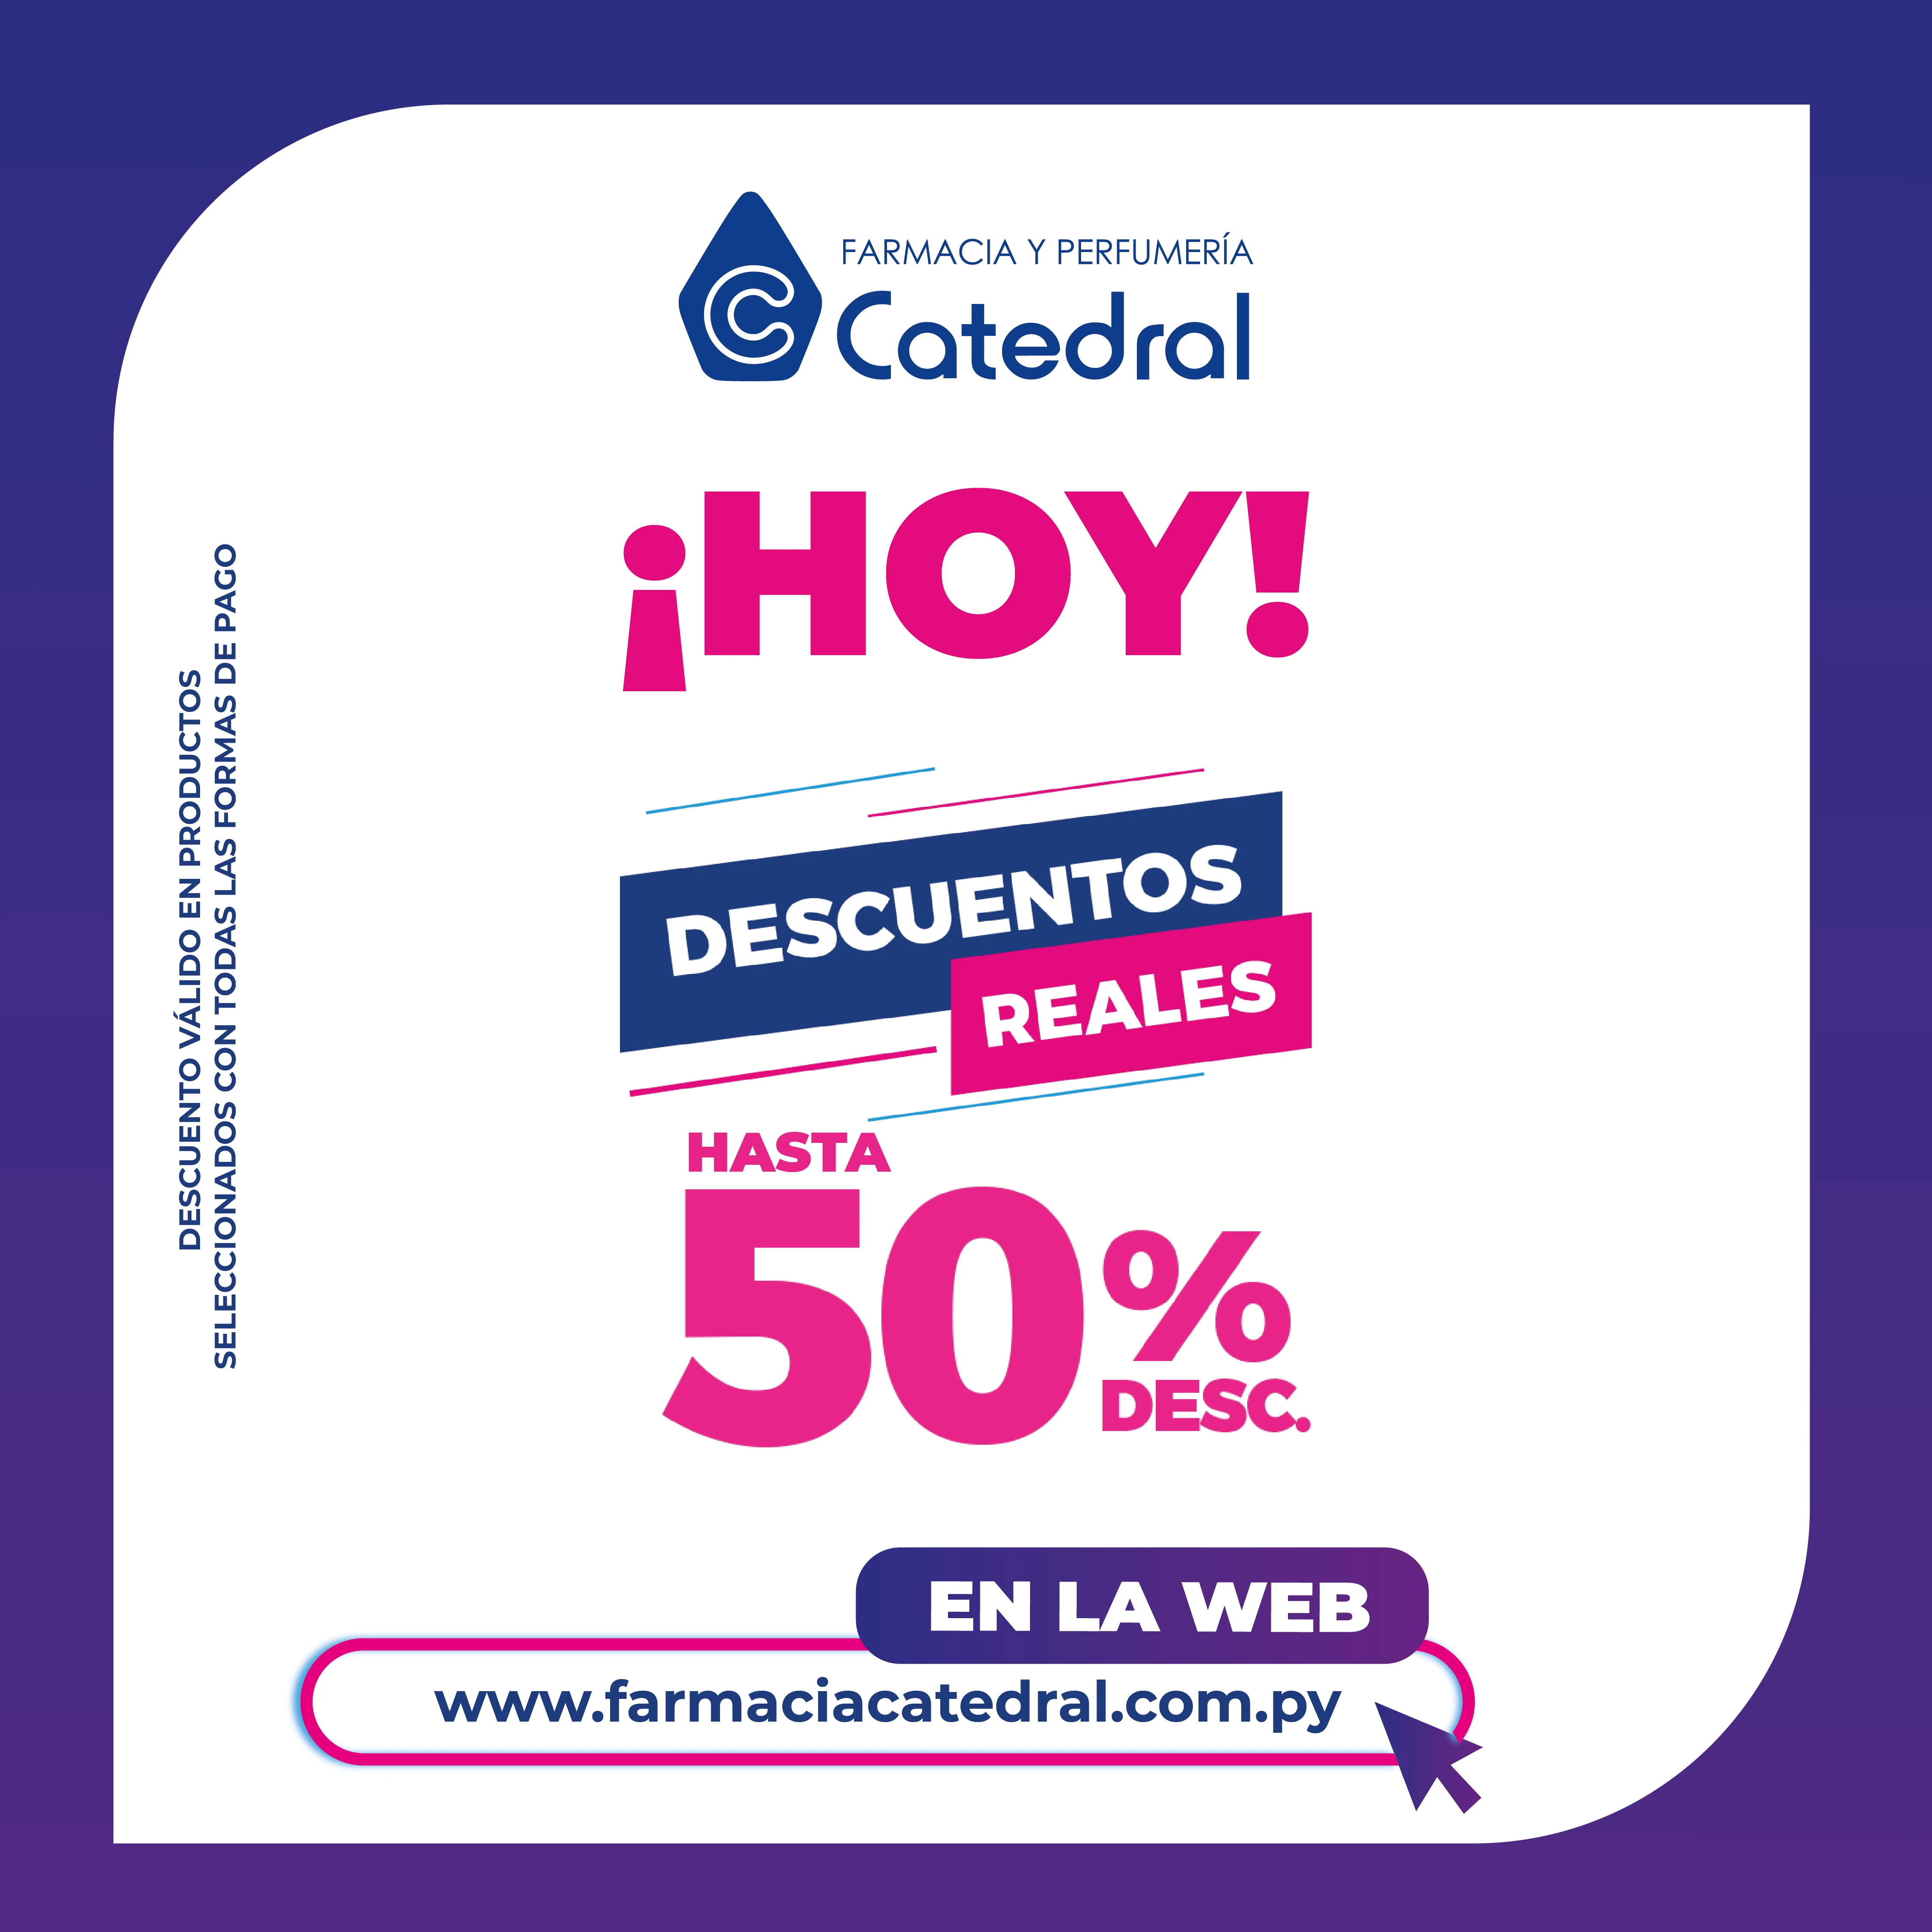 FARMACIA Y PERFUMERÍA
Catedral
¡HOY!
DESCUENTOS
REALES
HASTA
50%
DESC.
DESCUENTO VÁLIDO EN PRODUCTOS
SELECCIONADOS CON TODAS LAS FORMAS DE PAGO
EN LA WEB
www.farmaciacatedral.com.py